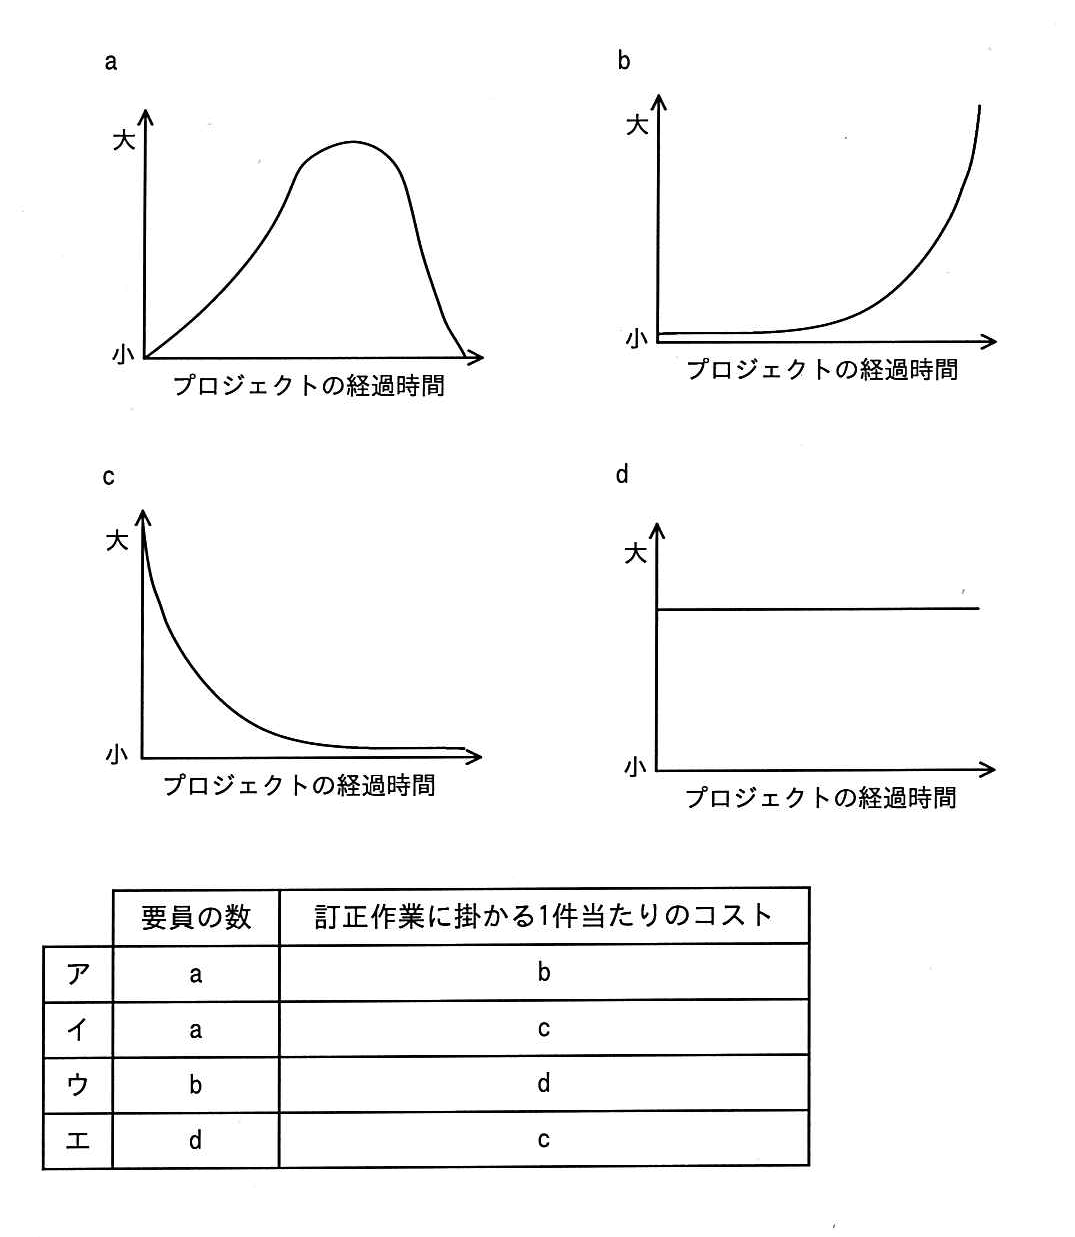 a
大
小
プロジェクトの経過時間
b
大
小
プロジェクトの経過時間
c
大
小
プロジェクトの経過時間
d
大
小
プロジェクトの経過時間
要員の数 訂正作業に掛かる1件当たりのコスト
ア a b
イ a c
ウ b d
エ d c